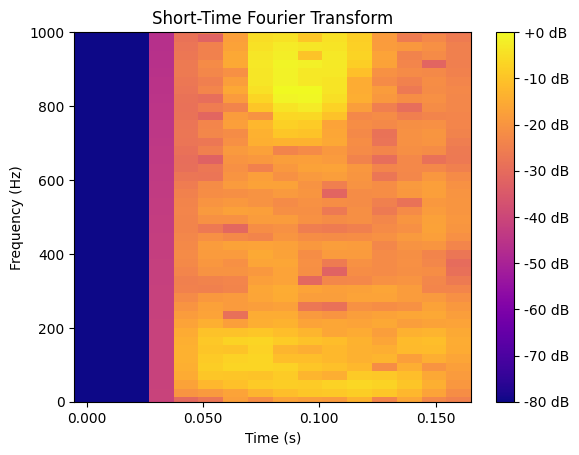 Short-Time Fourier Transform
1000
800
600
400
200
0
Frequency (Hz)
0.000
0.050
0.100
0.150
Time (s)
+0 dB
-10 dB
-20 dB
-30 dB
-40 dB
-50 dB
-60 dB
-70 dB
-80 dB